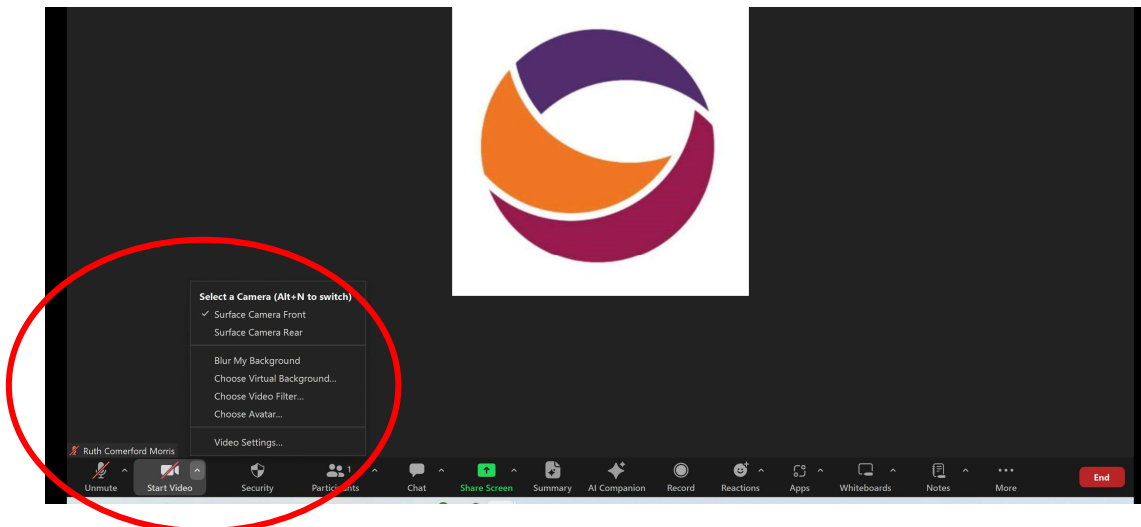 Select a Camera (Alt+N to switch)
✓ Surface Camera Front
Surface Camera Rear
Blur My Background
Choose Virtual Background...
Choose Video Filter...
Choose Avatar...
Video Settings...
Ruth Comerford Morris
1
Unmute Start Video Security Participants Chat Share Screen Summary AI Companion Record Reactions Apps Whiteboards Notes More End